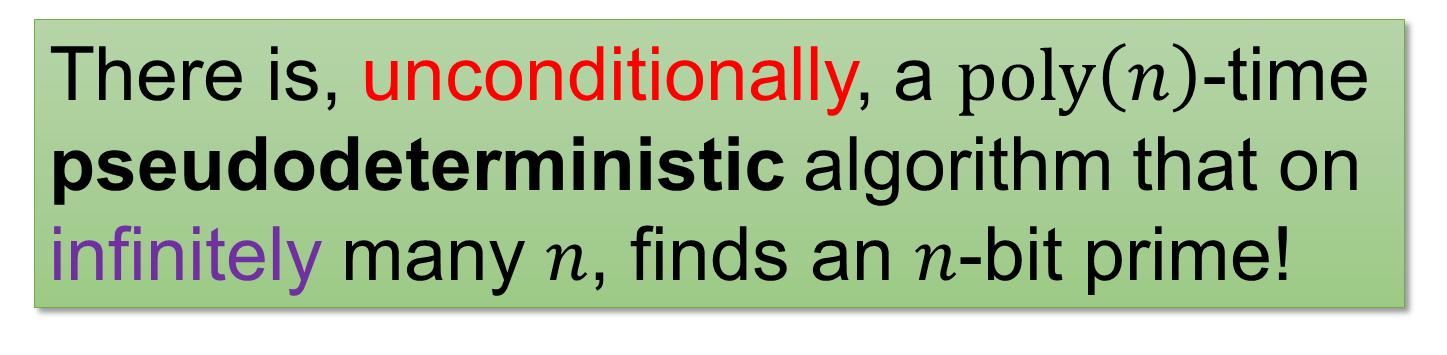 There is, unconditionally, a poly(n)-time
pseudodeterministic algorithm that on
infinitely many n, finds an n-bit prime!